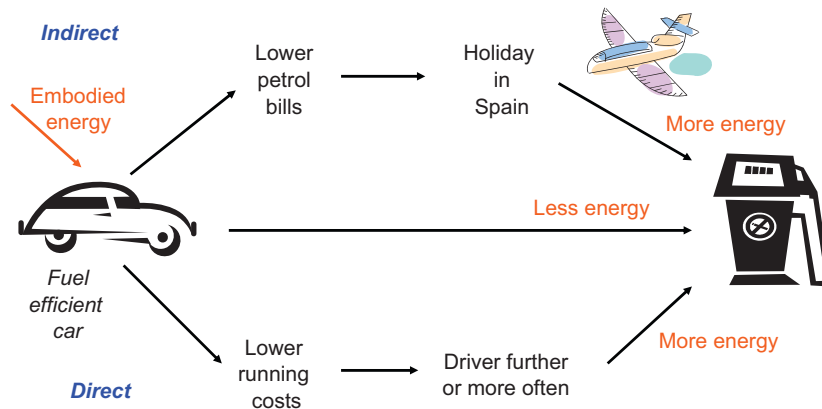 Indirect
Embodied
energy
Lower
petrol
bills
Holiday
in
Spain
More energy
Less energy
Fuel
efficient
car
Lower
running
costs
Driver further
or more often
More energy
Direct